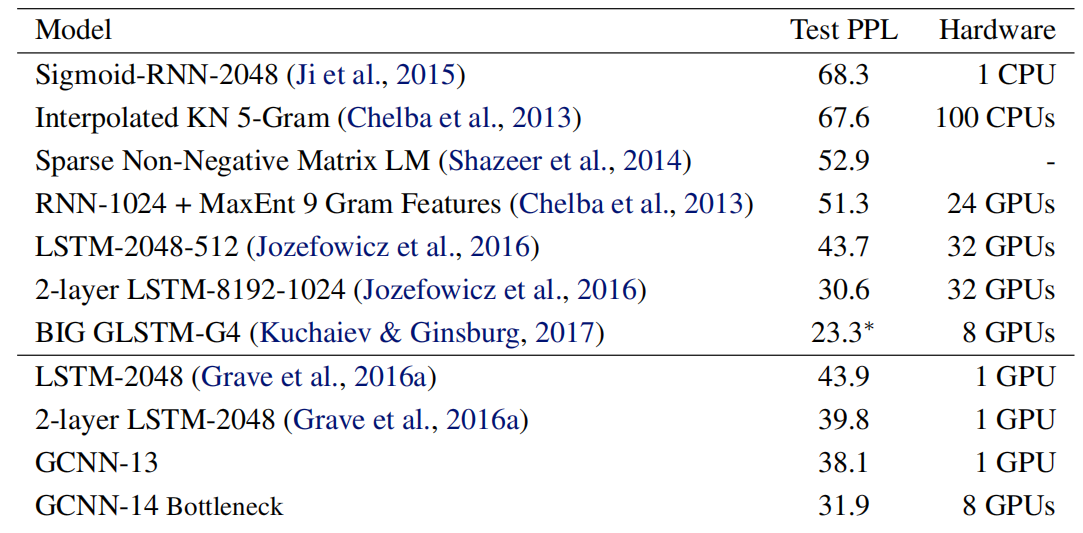 Model Test PPL Hardware
Sigmoid-RNN-2048 (Ji et al., 2015) 68.3 1 CPU
Interpolated KN 5-Gram (Chelba et al., 2013) 67.6 100 CPUs
Sparse Non-Negative Matrix LM (Shazeer et al., 2014) 52.9 -
RNN-1024 + MaxEnt 9 Gram Features (Chelba et al., 2013) 51.3 24 GPUs
LSTM-2048-512 (Jozefowicz et al., 2016) 43.7 32 GPUs
2-layer LSTM-8192-1024 (Jozefowicz et al., 2016) 30.6 32 GPUs
BIG GLSTM-G4 (Kuchaiev & Ginsburg, 2017) 23.3* 8 GPUs
LSTM-2048 (Grave et al., 2016a) 43.9 1 GPU
2-layer LSTM-2048 (Grave et al., 2016a) 39.8 1 GPU
GCNN-13 38.1 1 GPU
GCNN-14 Bottleneck 31.9 8 GPUs